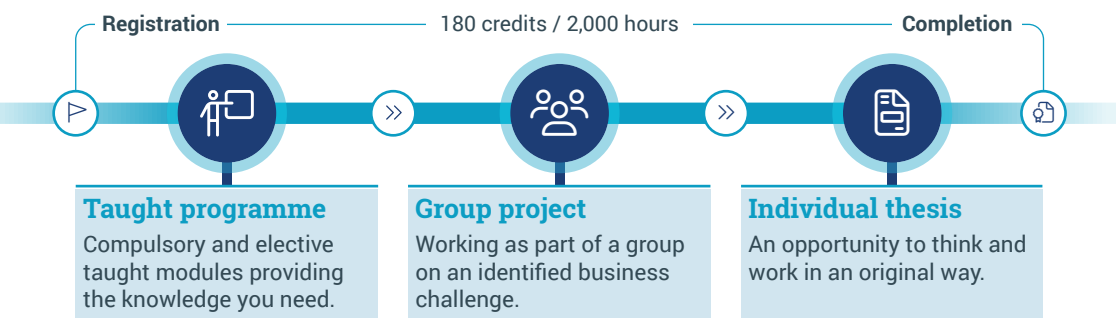 Registration
180 credits / 2,000 hours
Completion
Taught programme
Compulsory and elective
taught modules providing
the knowledge you need.
Group project
Working as part of a group
on an identified business
challenge.
Individual thesis
An opportunity to think and
work in an original way.